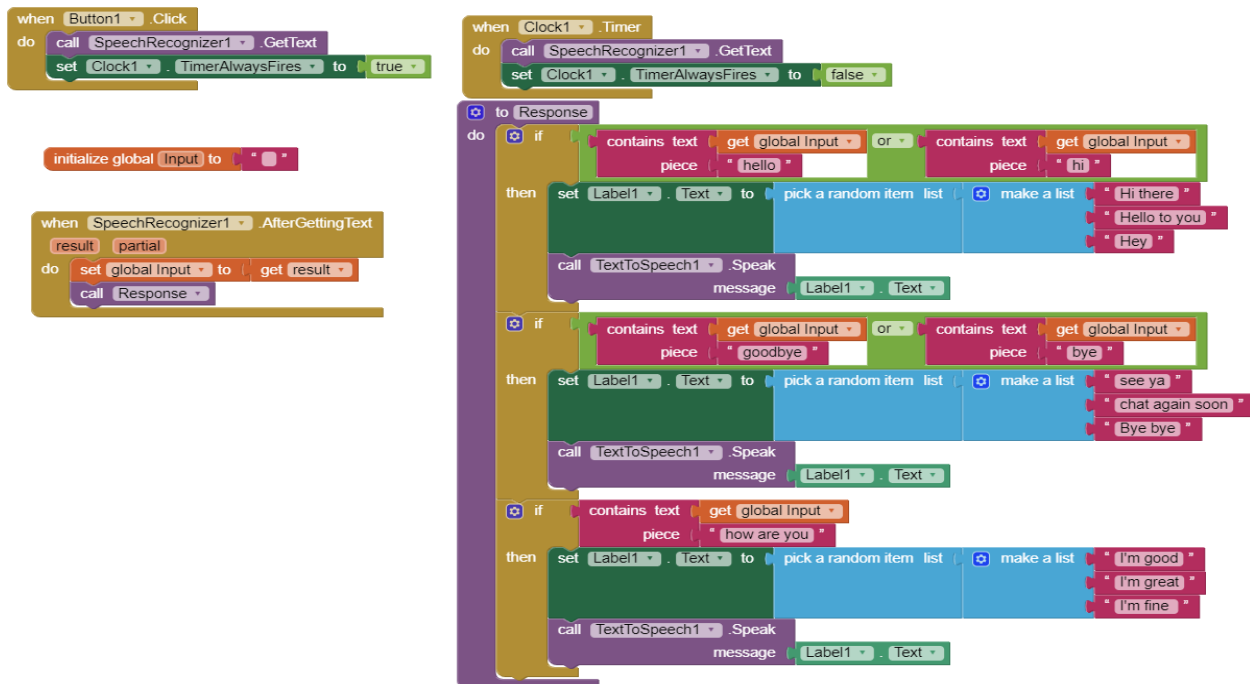 when Button1 .Click
do call SpeechRecognizer1 .GetText
set Clock1 . TimerAlwaysFires to true
initialize global Input to " "
when SpeechRecognizer1 .AfterGettingText
result partial
do set global Input to get result
call Response
when Clock1 .Timer
do call SpeechRecognizer1 .GetText
set Clock1 . TimerAlwaysFires to false
to Response
do if contains text get global Input or contains text get global Input
piece " hello " piece " hi "
then set Label1 . Text to pick a random item list make a list " Hi there "
" Hello to you "
" Hey "
call TextToSpeech1 .Speak
message Label1 . Text
if contains text get global Input or contains text get global Input
piece " goodbye " piece " bye "
then set Label1 . Text to pick a random item list make a list " see ya "
" chat again soon "
" Bye bye "
call TextToSpeech1 .Speak
message Label1 . Text
if contains text get global Input
piece " how are you "
then set Label1 . Text to pick a random item list make a list " I'm good "
" I'm great "
" I'm fine "
call TextToSpeech1 .Speak
message Label1 . Text